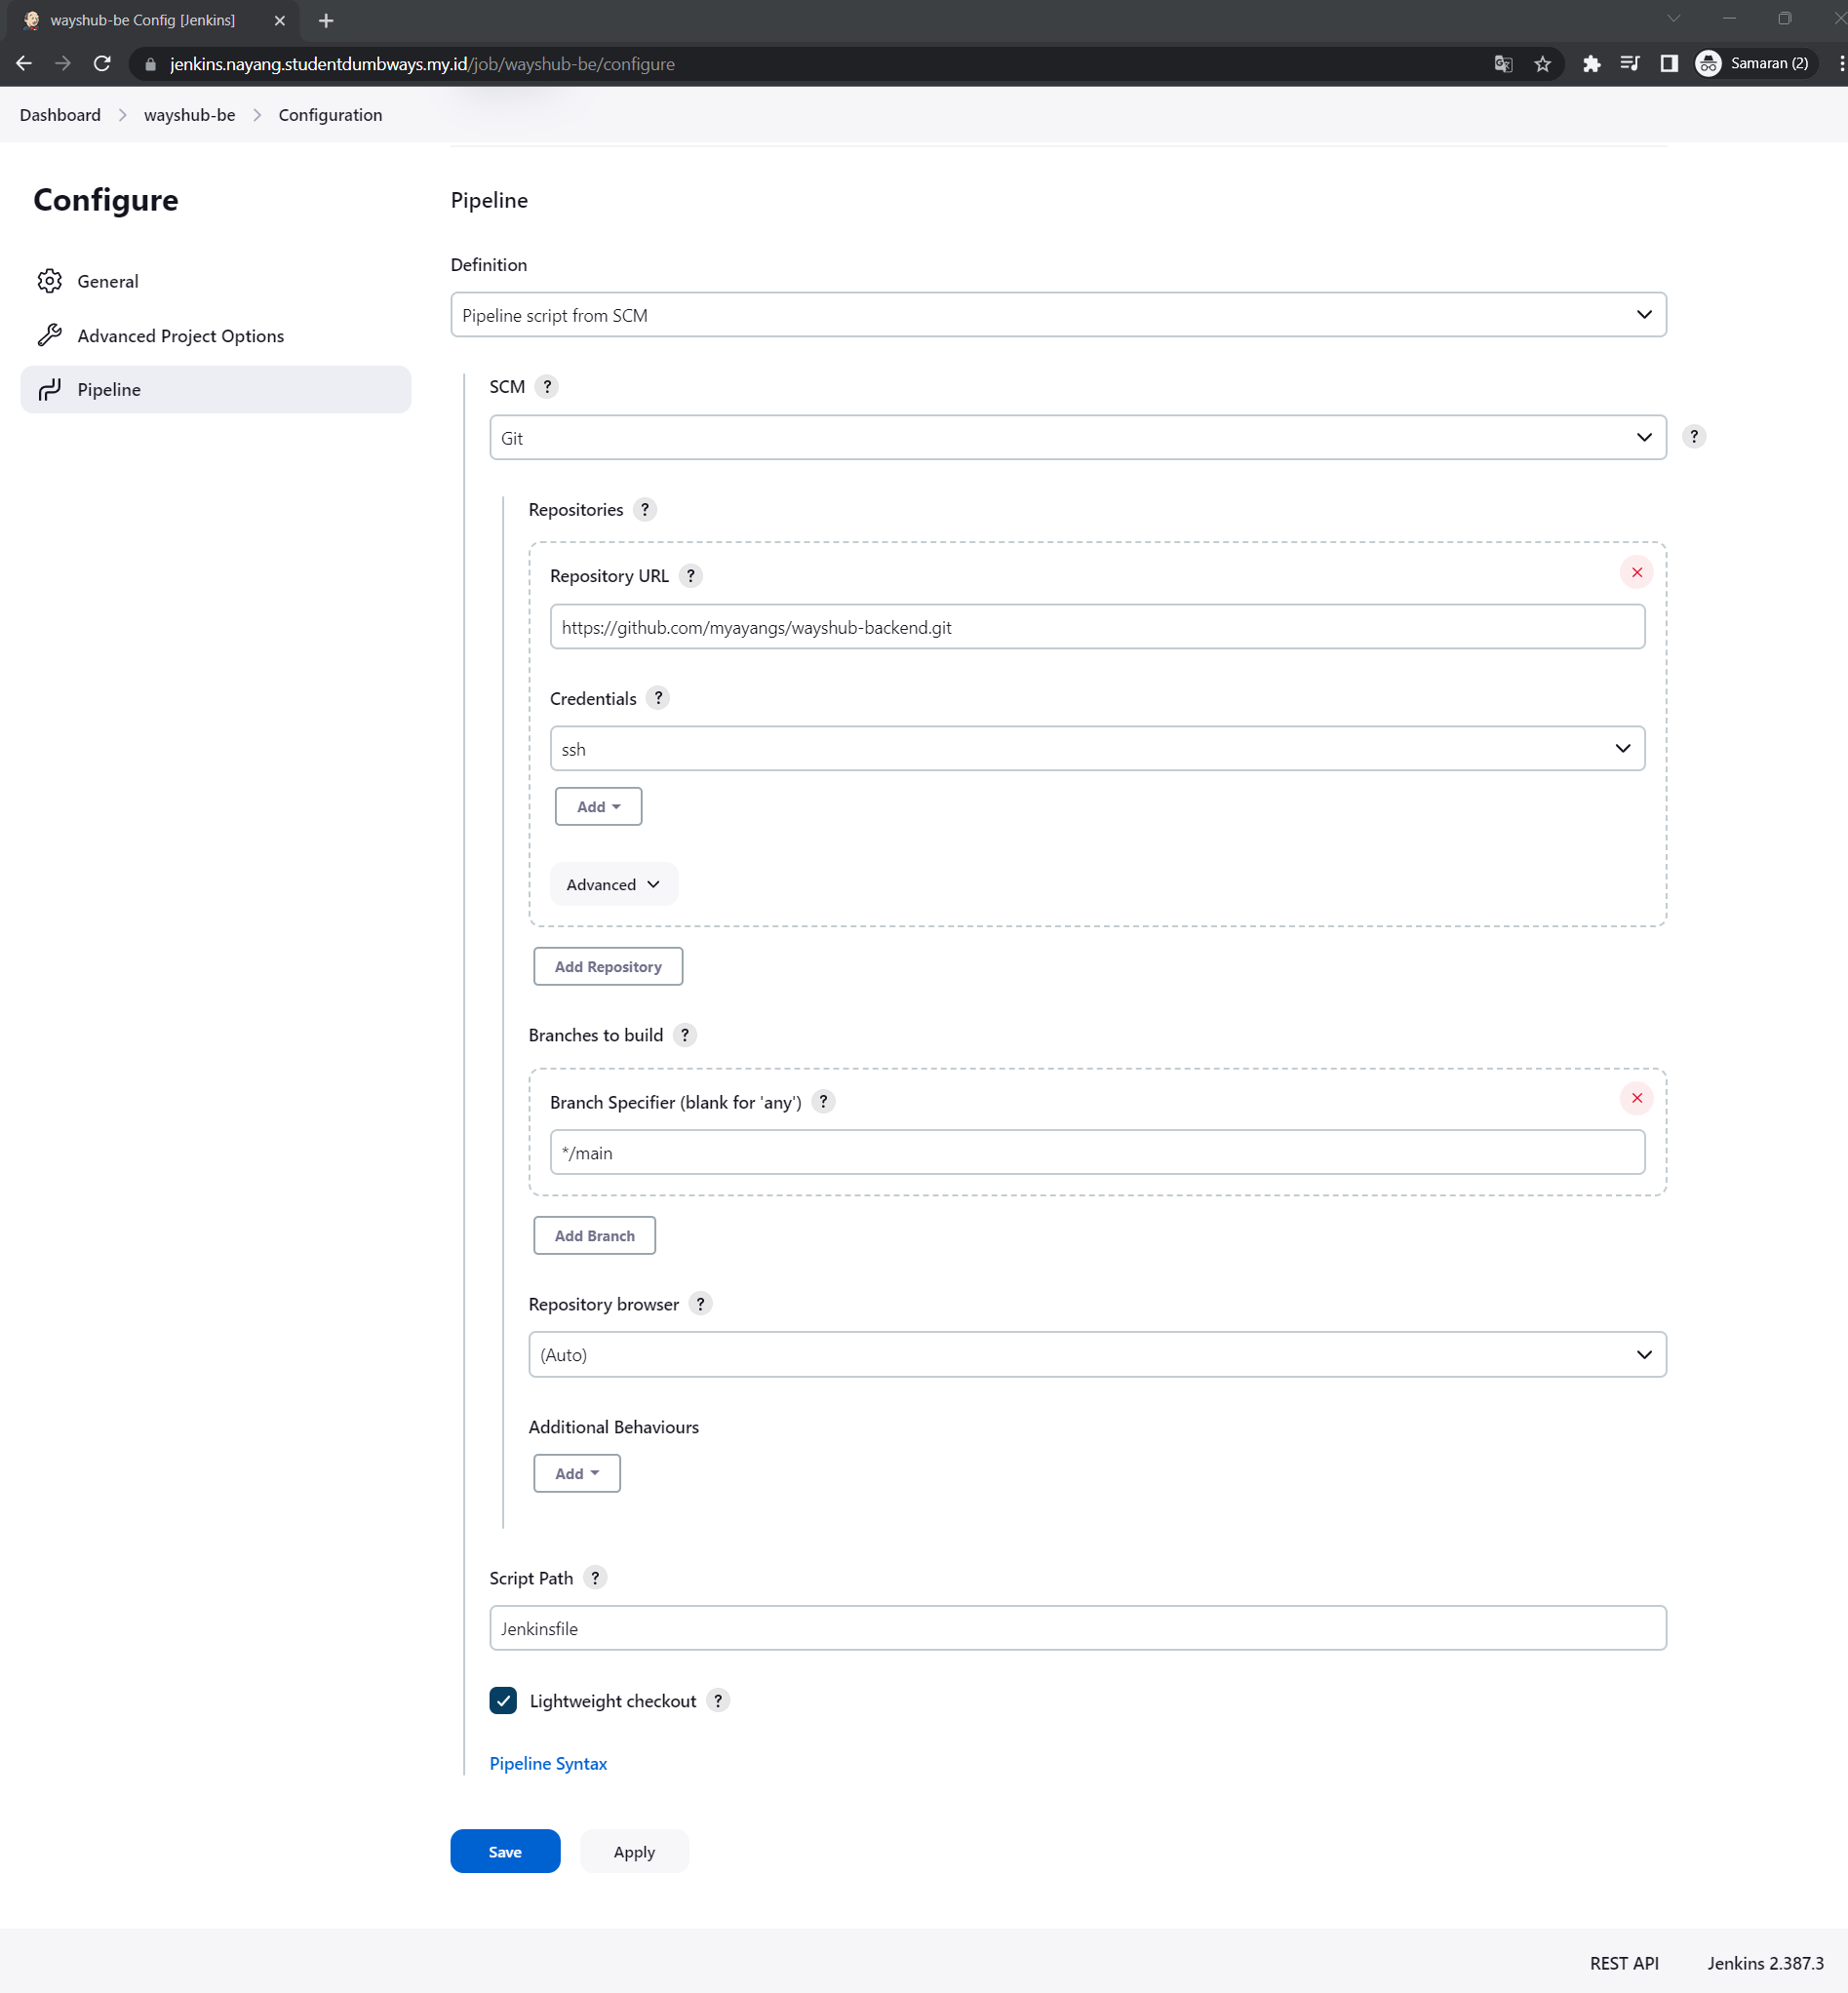 wayshub-be Config [Jenkins]
jenkins.nayang.studentdumbways.my.id/job/wayshub-be/configure
Samaran (2)
Dashboard
wayshub-be
Configuration
Configure
General
Advanced Project Options
Pipeline
Pipeline
Definition
Pipeline script from SCM
SCM ?
Git
?
Repositories ?
Repository URL ?
https://github.com/myayangs/wayshub-backend.git
Credentials ?
ssh
Add
Advanced
Add Repository
Branches to build ?
Branch Specifier (blank for 'any') ?
*/main
Add Branch
Repository browser ?
(Auto)
Additional Behaviours
Add
Script Path ?
Jenkinsfile
Lightweight checkout ?
Pipeline Syntax
Save
Apply
REST API
Jenkins 2.387.3